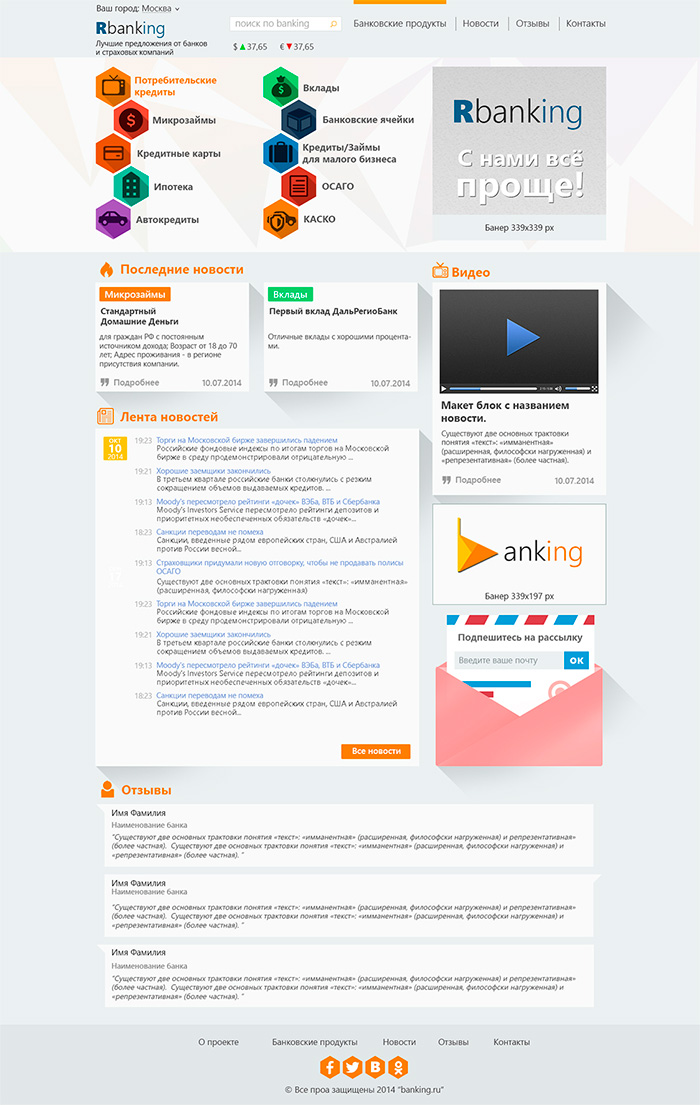 Ваш город: Москва
Rbanking
Лучшие предложения от банков
и страховых компаний
поиск по banking
$ 37,65 € 37,65
Банковские продукты
Новости
Отзывы
Контакты
Потребительские
кредиты
Микрозаймы
Кредитные карты
Ипотека
Автокредиты
Вклады
Банковские ячейки
Кредиты/Займы
для малого бизнеса
ОСАГО
КАСКО
Rbanking
С нами всё
проще!
Банер 339x339 px
Последние новости
Микрозаймы
Стандартный
Домашние Деньги
для граждан РФ с постоянным
источником дохода; Возраст от 18 до 70
лет; Адрес проживания - в регионе
присутствия компании.
Подробнее 10.07.2014
Вклады
Первый вклад ДальРегиоБанк
Отличные вклады с хорошими процента-
ми.
Подробнее 10.07.2014
Видео
Макет блок с названием
новости.
Существуют две основных трактовки
понятия «текст»: «имманентная»
(расширенная, философски нагруженная) и
«репрезентативная» (более частная).
Подробнее 10.07.2014
Лента новостей
ОКТ
10
2014
19:23 Торги на Московской бирже завершились падением
Российские фондовые индексы по итогам торгов на Московской
бирже в среду продемонстрировали отрицательную ...
19:21 Хорошие заемщики закончились
В третьем квартале российские банки столкнулись с резким
сокращением объемов выдаваемых кредитов. ...
19:13 Moody's пересмотрело рейтинги «дочек» ВЭБа, ВТБ и Сбербанка
Moody's Investors Service пересмотрело рейтинги депозитов и
приоритетных необеспеченных обязательств «дочек»...
18:23 Санкции переводам не помеха
Санкции, введенные рядом европейских стран, США и Австралией
против России весной...
19:13 Страховщики придумали новую отговорку, чтобы не продавать полисы
ОСАГО
Существуют две основных трактовки понятия «текст»: «имманентная»
(расширенная, философски нагруженная)
19:23 Торги на Московской бирже завершились падением
Российские фондовые индексы по итогам торгов на Московской
бирже в среду продемонстрировали отрицательную ...
19:21 Хорошие заемщики закончились
В третьем квартале российские банки столкнулись с резким
сокращением объемов выдаваемых кредитов. ...
19:13 Moody's пересмотрело рейтинги «дочек» ВЭБа, ВТБ и Сбербанка
Moody's Investors Service пересмотрело рейтинги депозитов и
приоритетных необеспеченных обязательств «дочек»...
18:23 Санкции переводам не помеха
Санкции, введенные рядом европейских стран, США и Австралией
против России весной...
Все новости
anking
Банер 339x197 px
Подпешитесь на рассылку
Введите ваше почту
OK
Отзывы
Имя Фамилия
Наименование банка
"Существуют две основных трактовки понятия «текст»: «имманентная» (расширенная, философски нагруженная) и репрезентативная»
(более частная). Существуют две основных трактовки понятия «текст»: «имманентная» (расширенная, философски нагруженная) и
«репрезентативная» (более частная). "
Имя Фамилия
Наименование банка
"Существуют две основных трактовки понятия «текст»: «имманентная» (расширенная, философски нагруженная) и репрезентативная»
(более частная). Существуют две основных трактовки понятия «текст»: «имманентная» (расширенная, философски нагруженная) и
«репрезентативная» (более частная). "
Имя Фамилия
Наименование банка
"Существуют две основных трактовки понятия «текст»: «имманентная» (расширенная, философски нагруженная) и репрезентативная»
(более частная). Существуют две основных трактовки понятия «текст»: «имманентная» (расширенная, философски нагруженная) и
«репрезентативная» (более частная). "
О проекте
Банковские продукты
Новости
Отзывы
Контакты
© Все проа защищены 2014 "banking.ru"